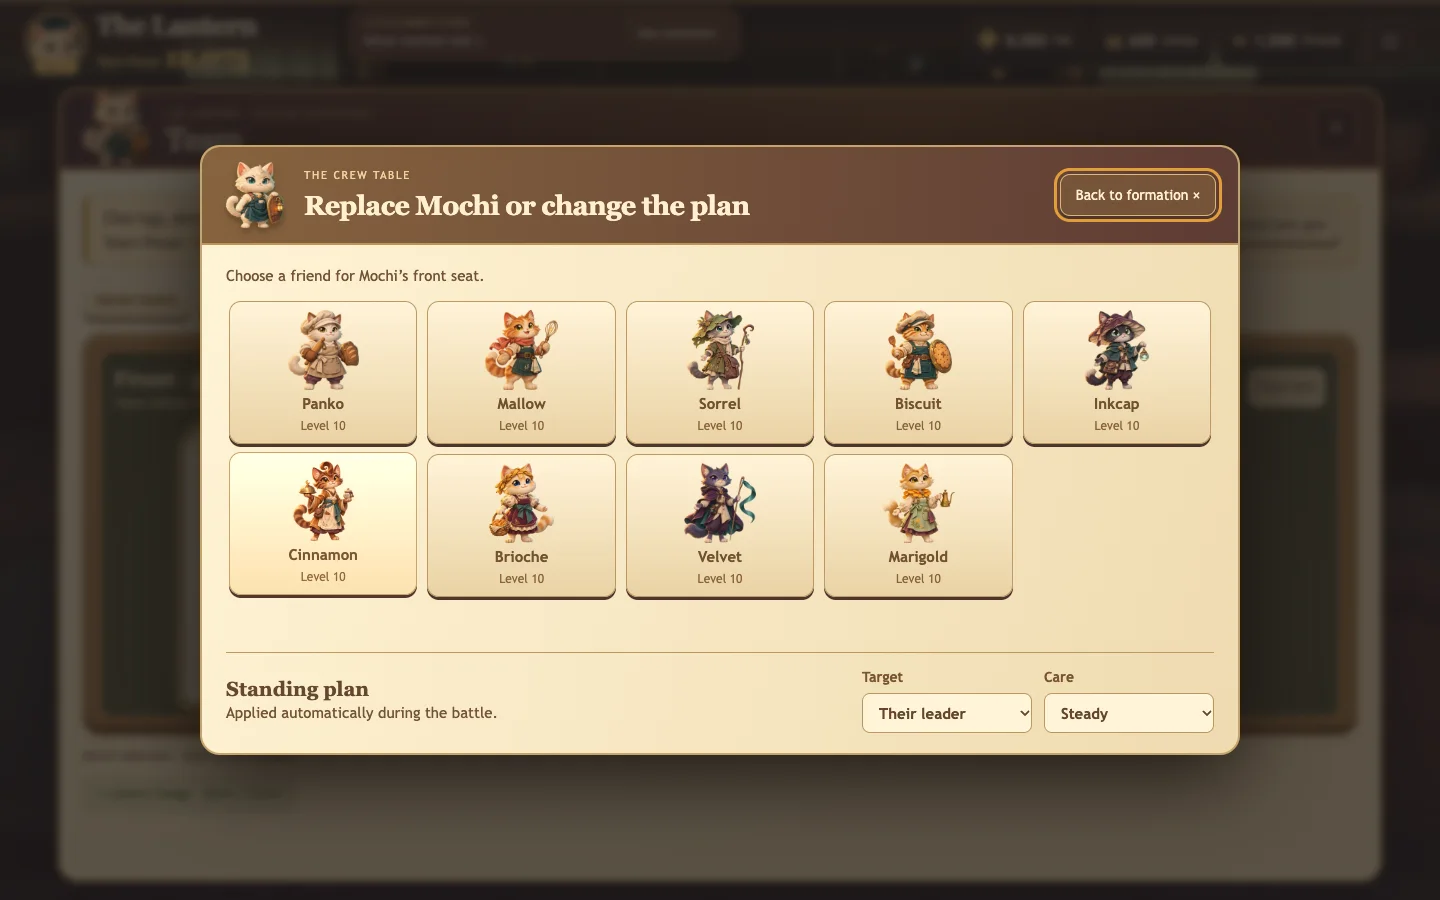 The Lantern
THE CREW TABLE
Replace Mochi or change the plan
Back to formation ×
Choose a friend for Mochi’s front seat.
Panko
Level 10
Mallow
Level 10
Sorrel
Level 10
Biscuit
Level 10
Inkcap
Level 10
Cinnamon
Level 10
Brioche
Level 10
Velvet
Level 10
Marigold
Level 10
Standing plan
Applied automatically during the battle.
Target
Their leader
Care
Steady